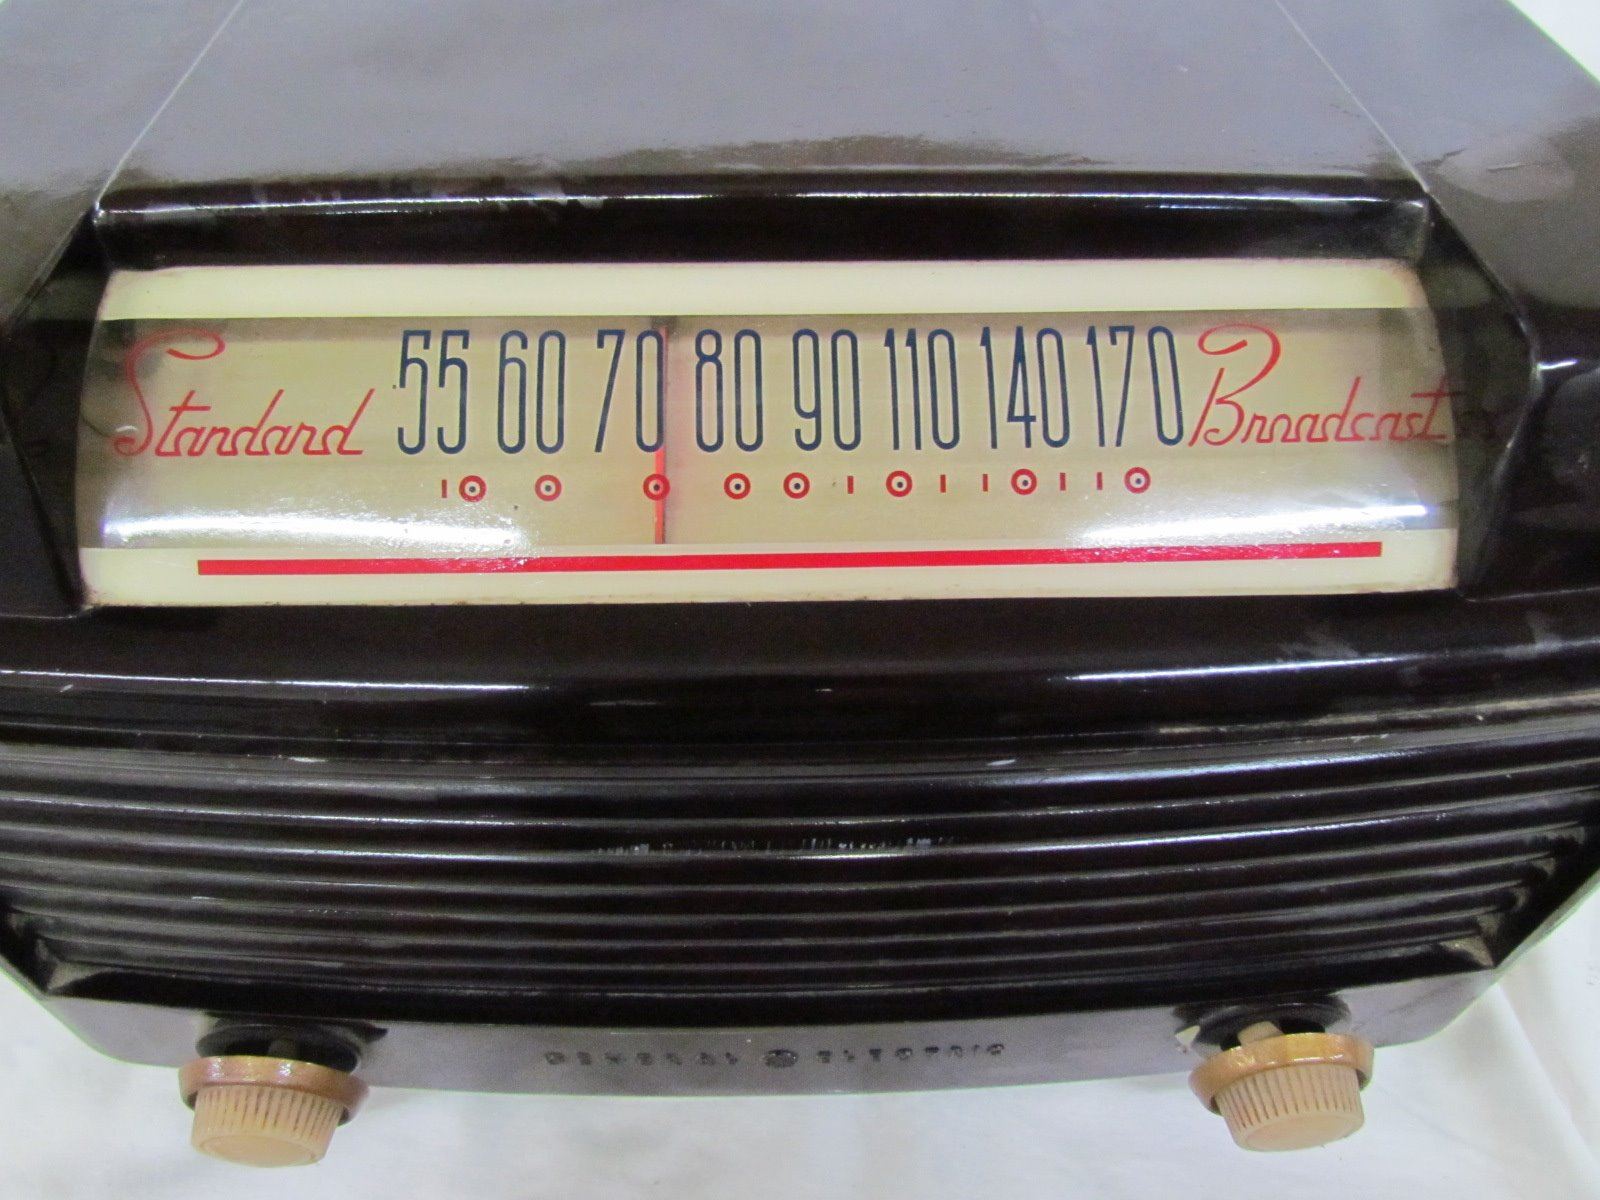 Standard 55 60 70 80 90 110 140 170 Broadcast
GENERAL ELECTRIC